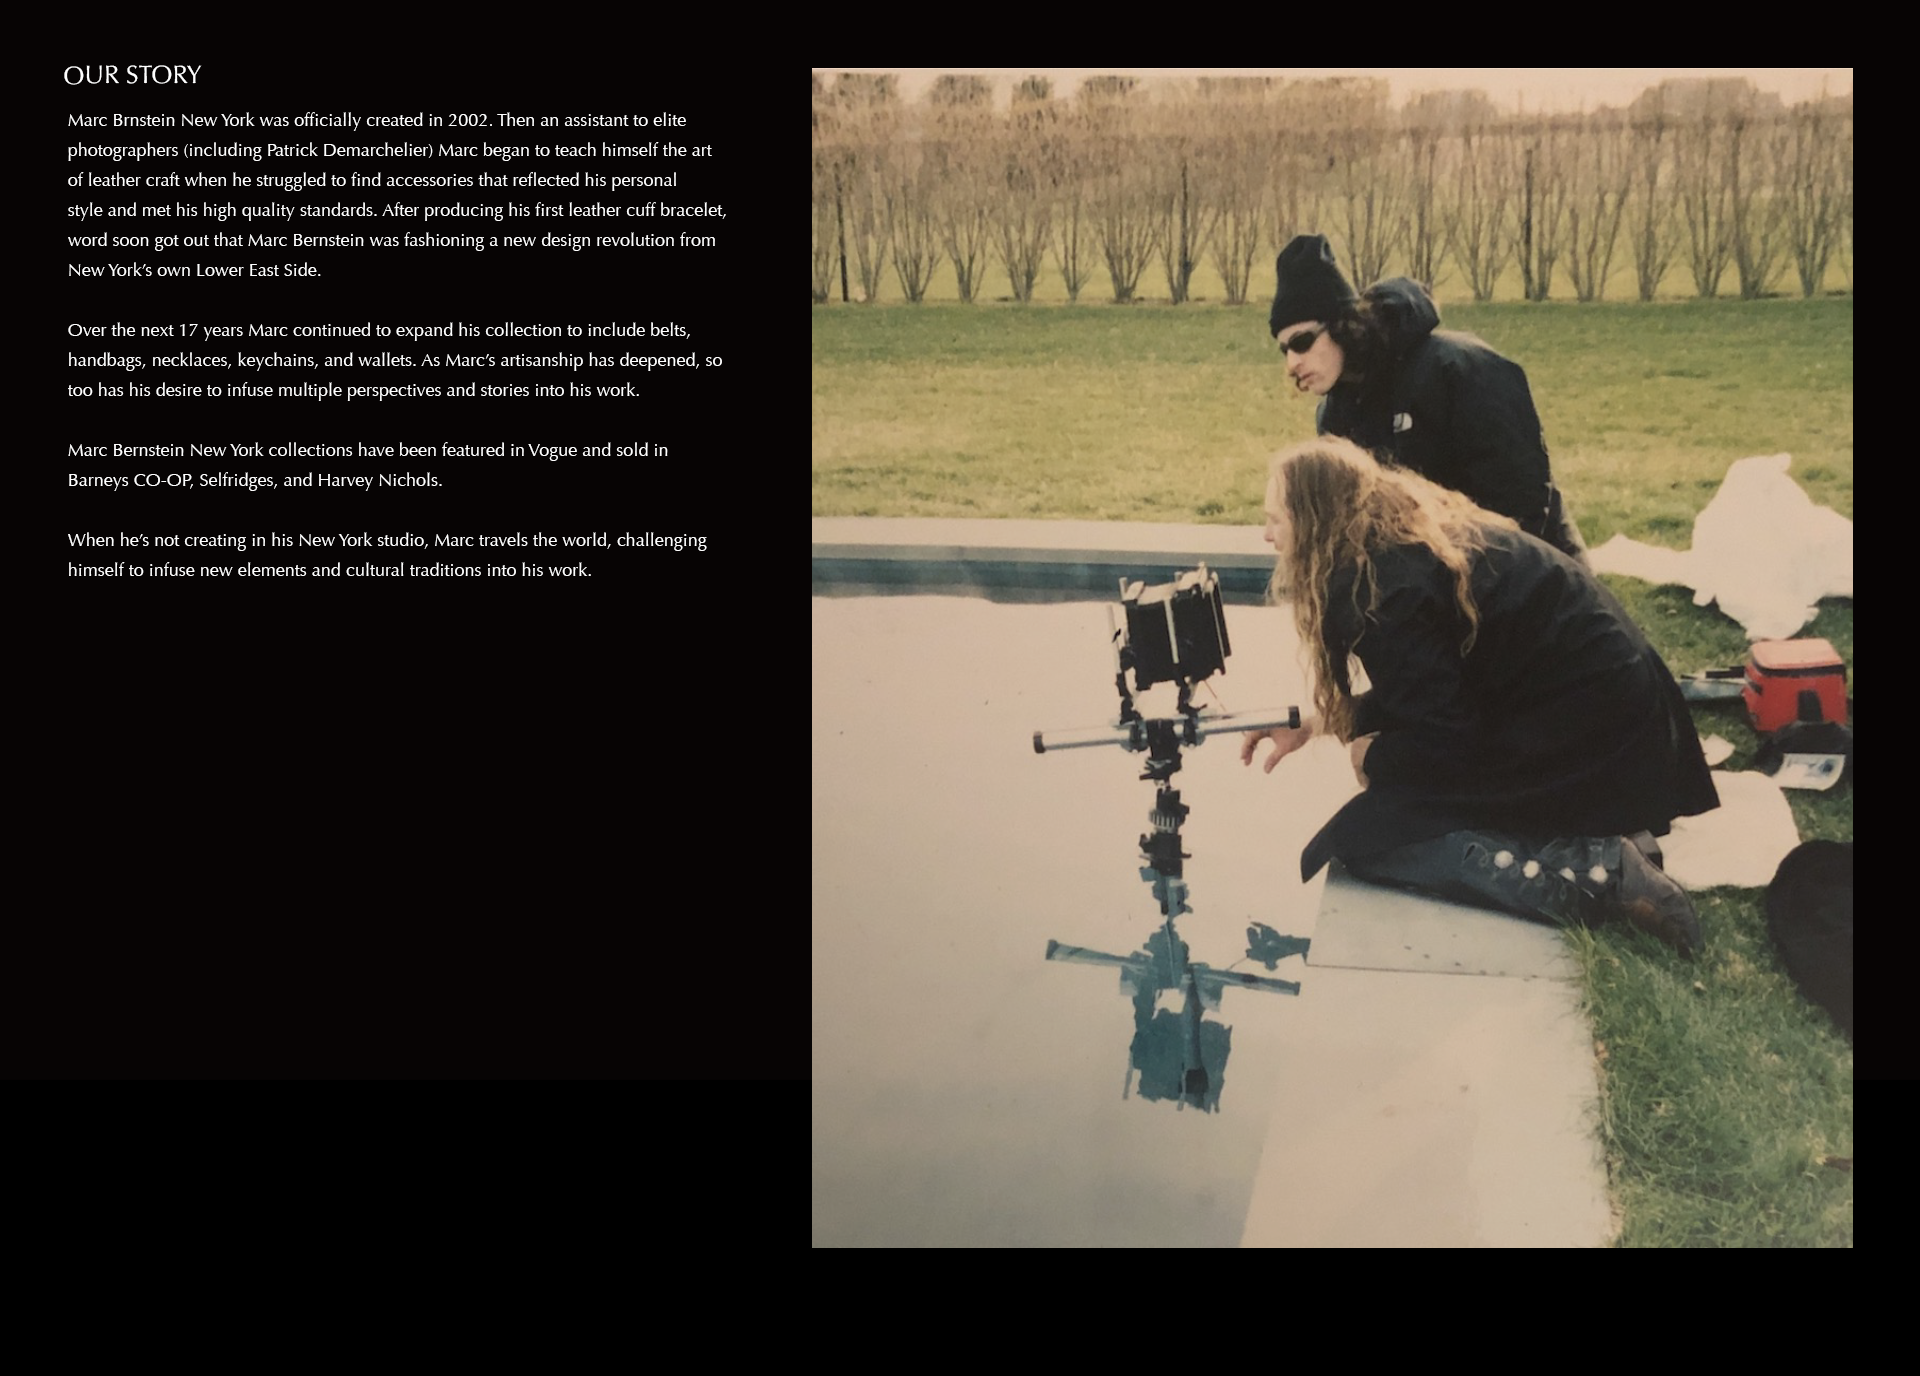 OUR STORY
Marc Brnstein New York was officially created in 2002. Then an assistant to elite
photographers (including Patrick Demarchelier) Marc began to teach himself the art
of leather craft when he struggled to find accessories that reflected his personal
style and met his high quality standards. After producing his first leather cuff bracelet,
word soon got out that Marc Bernstein was fashioning a new design revolution from
New York’s own Lower East Side.
Over the next 17 years Marc continued to expand his collection to include belts,
handbags, necklaces, keychains, and wallets. As Marc’s artisanship has deepened, so
too has his desire to infuse multiple perspectives and stories into his work.
Marc Bernstein New York collections have been featured in Vogue and sold in
Barneys CO-OP, Selfridges, and Harvey Nichols.
When he’s not creating in his New York studio, Marc travels the world, challenging
himself to infuse new elements and cultural traditions into his work.